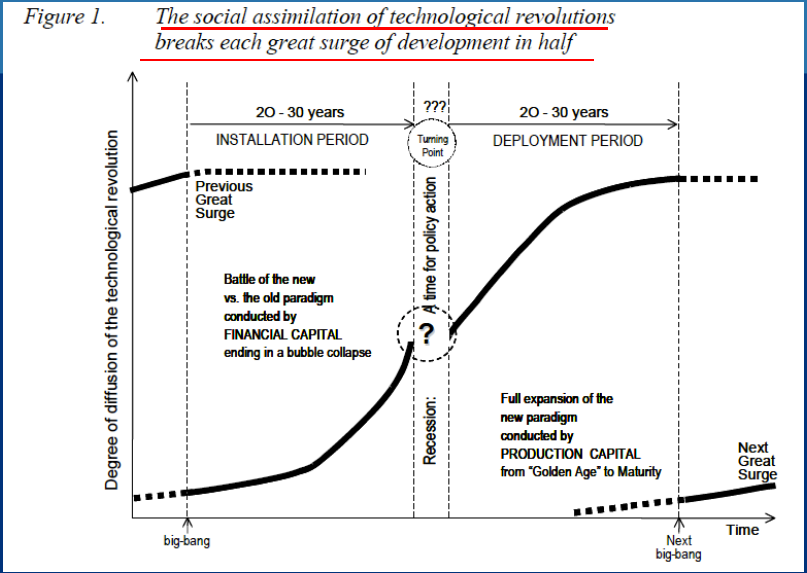 Figure 1. The social assimilation of technological revolutions
breaks each great surge of development in half
???
2O - 30 years
2O - 30 years
INSTALLATION PERIOD
Turning
Point
DEPLOYMENT PERIOD
Degree of diffusion of the technological revolution
Previous
Great
Surge
Recession: A time for policy action
Battle of the new
vs. the old paradigm
conducted by
FINANCIAL CAPITAL
ending in a bubble collapse
?
Full expansion of the
new paradigm
conducted by
PRODUCTION CAPITAL
from “Golden Age” to Maturity
Next
Great
Surge
Time
big-bang
Next
big-bang